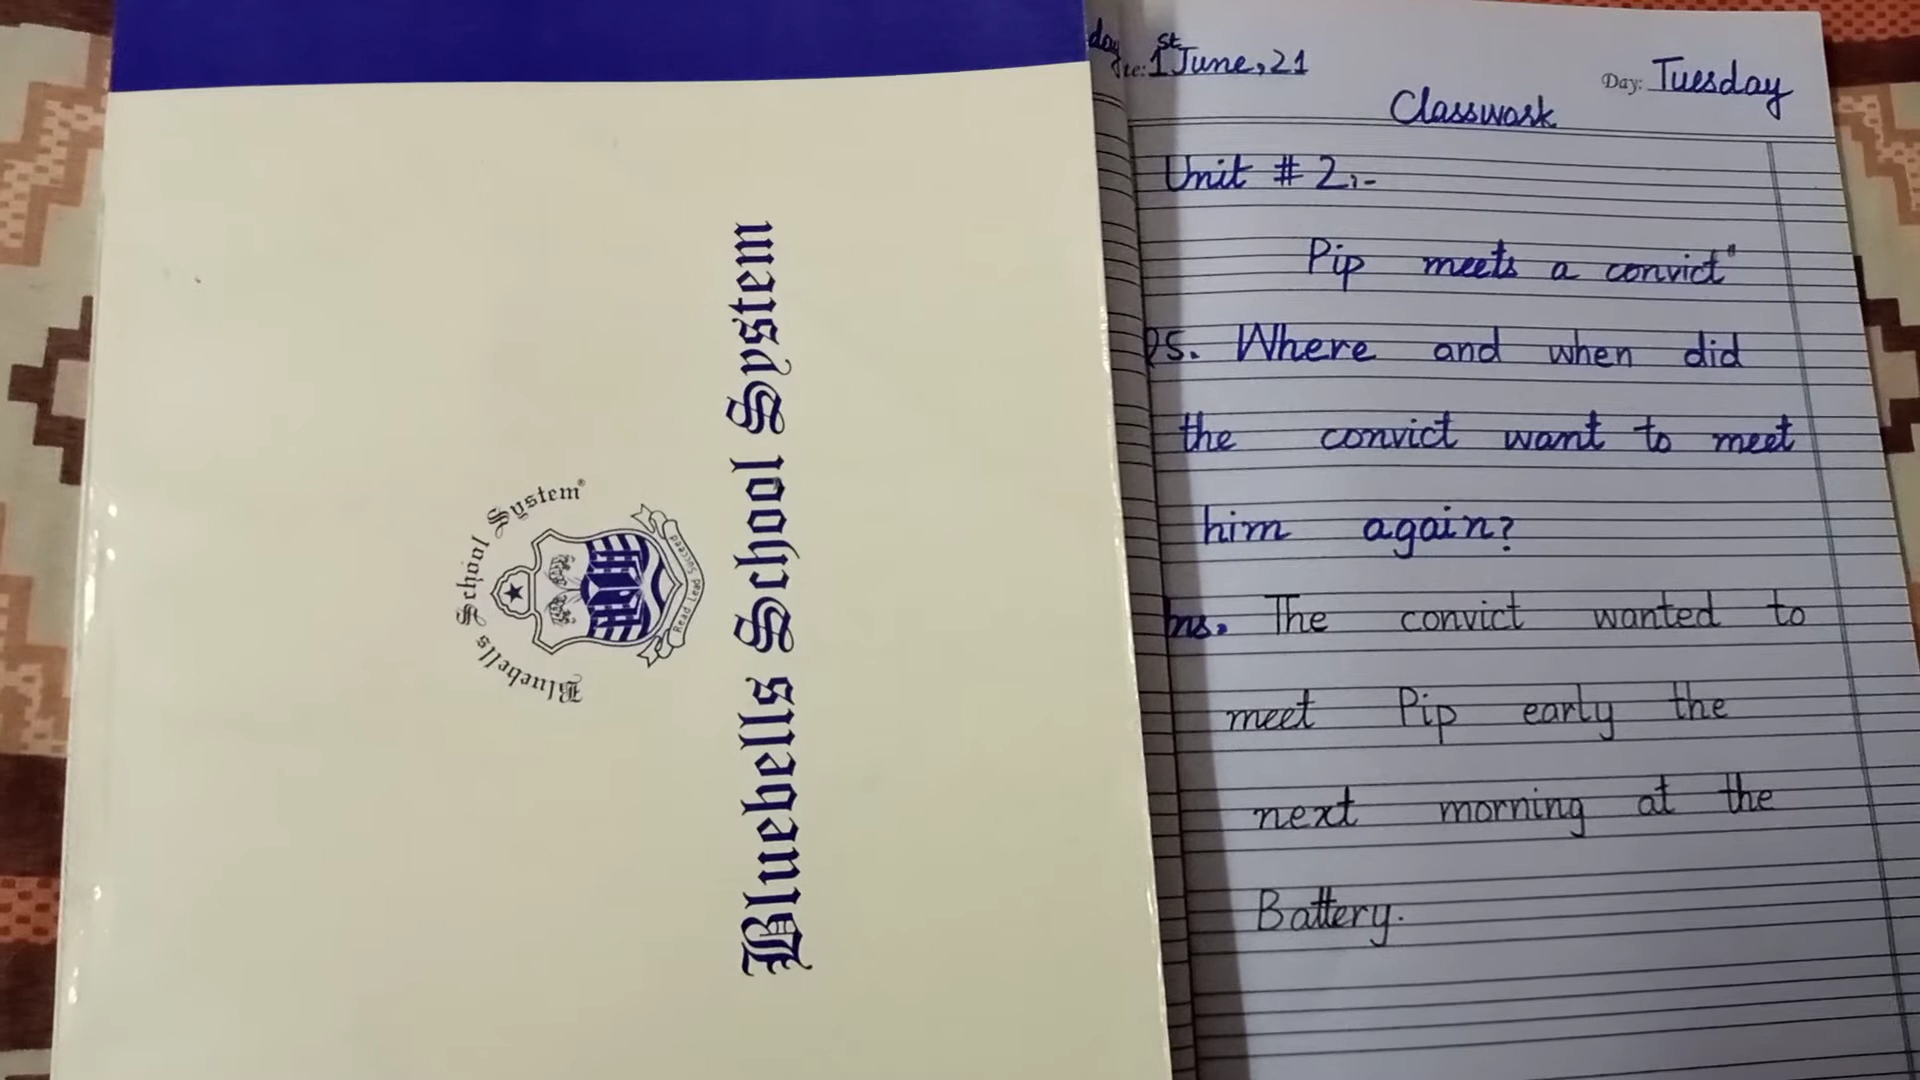 Bluebells School System®
Read Lead Succeed
Bluebells School System
day
te: 1st June, 21
Day: Tuesday
Classwork
Unit # 2:-
Pip meets a convict"
Q5. Where and when did
the convict want to meet
him again?
Ans. The convict wanted to
meet Pip early the
next morning at the
Battery.